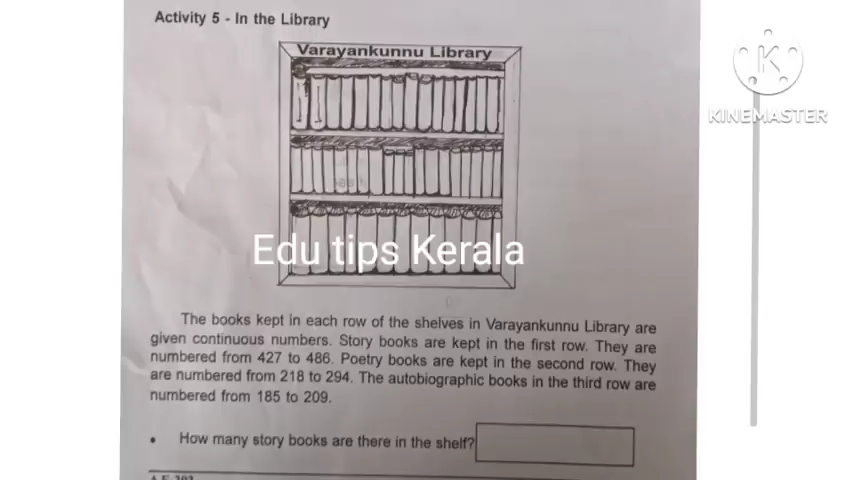 Activity 5 - In the Library
KINEMASTER
Varayankunnu Library
Edu tips Kerala
The books kept in each row of the shelves in Varayankunnu Library are
given continuous numbers. Story books are kept in the first row. They are
numbered from 427 to 486. Poetry books are kept in the second row. They
are numbered from 218 to 294. The autobiographic books in the third row are
numbered from 185 to 209.
• How many story books are there in the shelf?